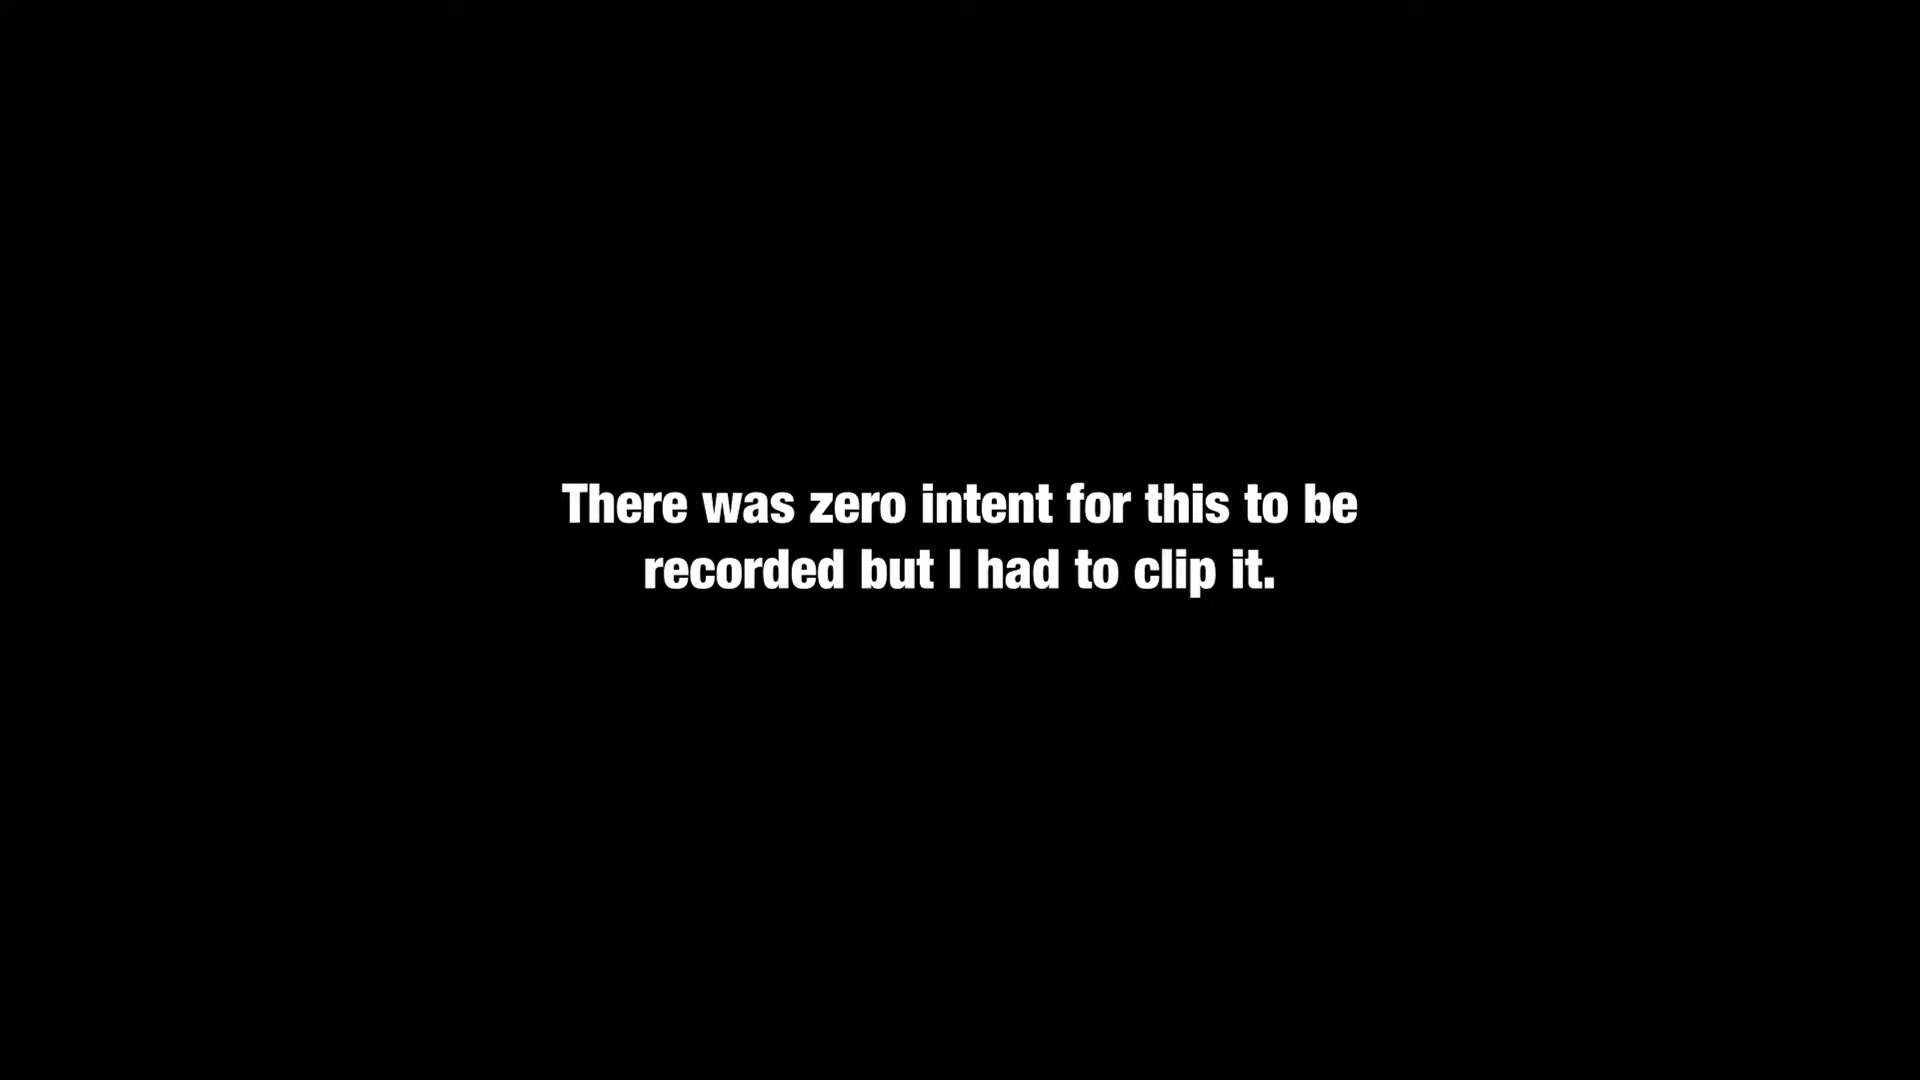 There was zero intent for this to be
recorded but I had to clip it.